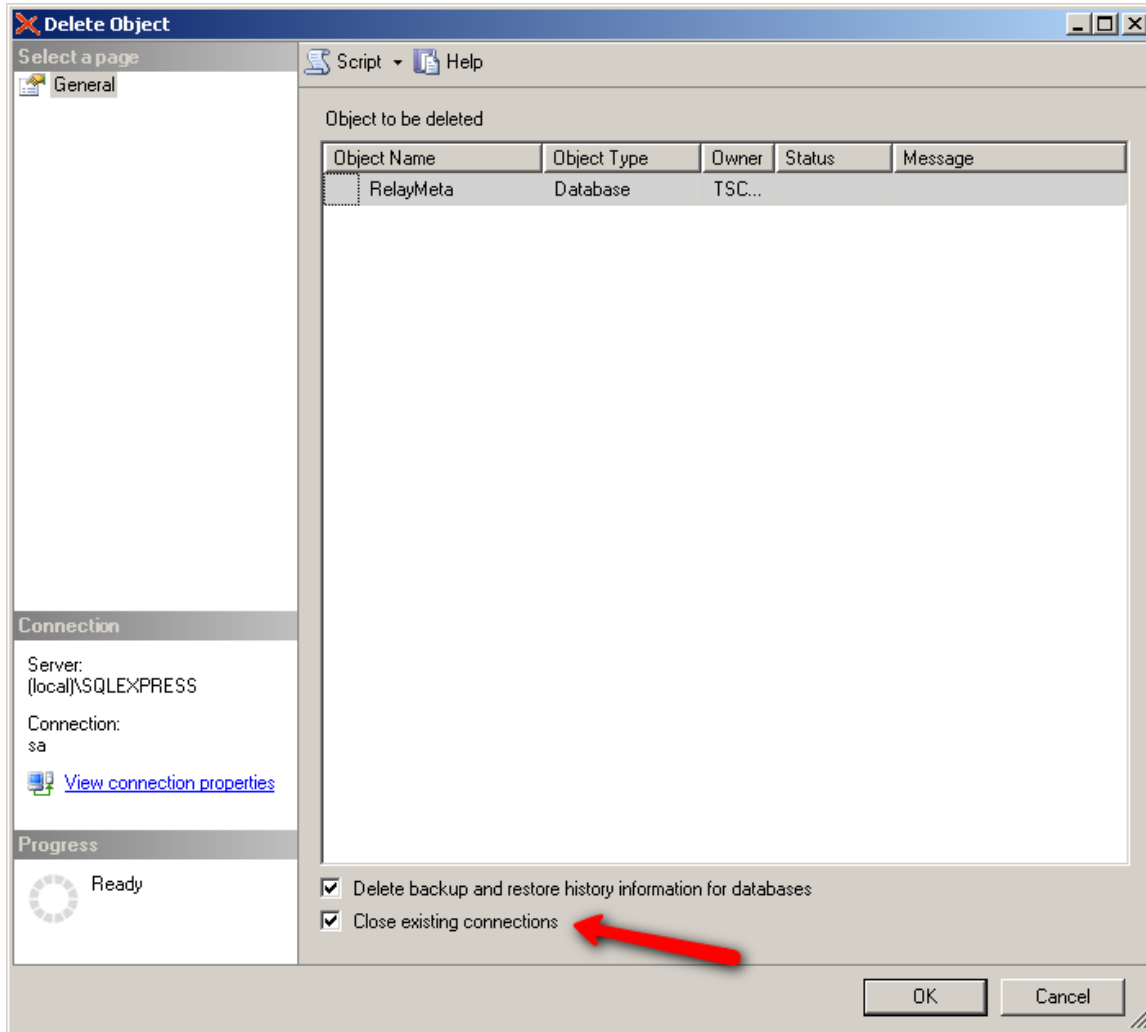 Delete Object
Select a page
General
Script Help
Object to be deleted
Object Name Object Type Owner Status Message
RelayMeta Database TSC...
Connection
Server:
(local)\SQLEXPRESS
Connection:
sa
View connection properties
Progress
Ready
Delete backup and restore history information for databases
Close existing connections
OK Cancel